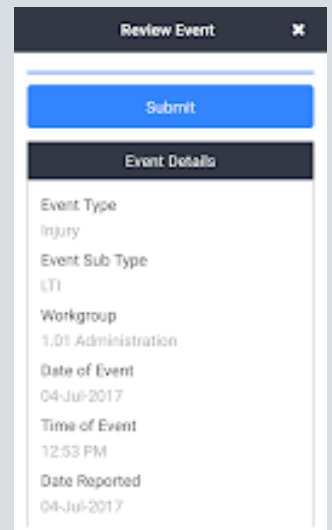 Review Event ×
Submit
Event Details
Event Type
Injury
Event Sub Type
LTI
Workgroup
1.01 Administration
Date of Event
04-Jul-2017
Time of Event
12:53 PM
Date Reported
04-Jul-2017